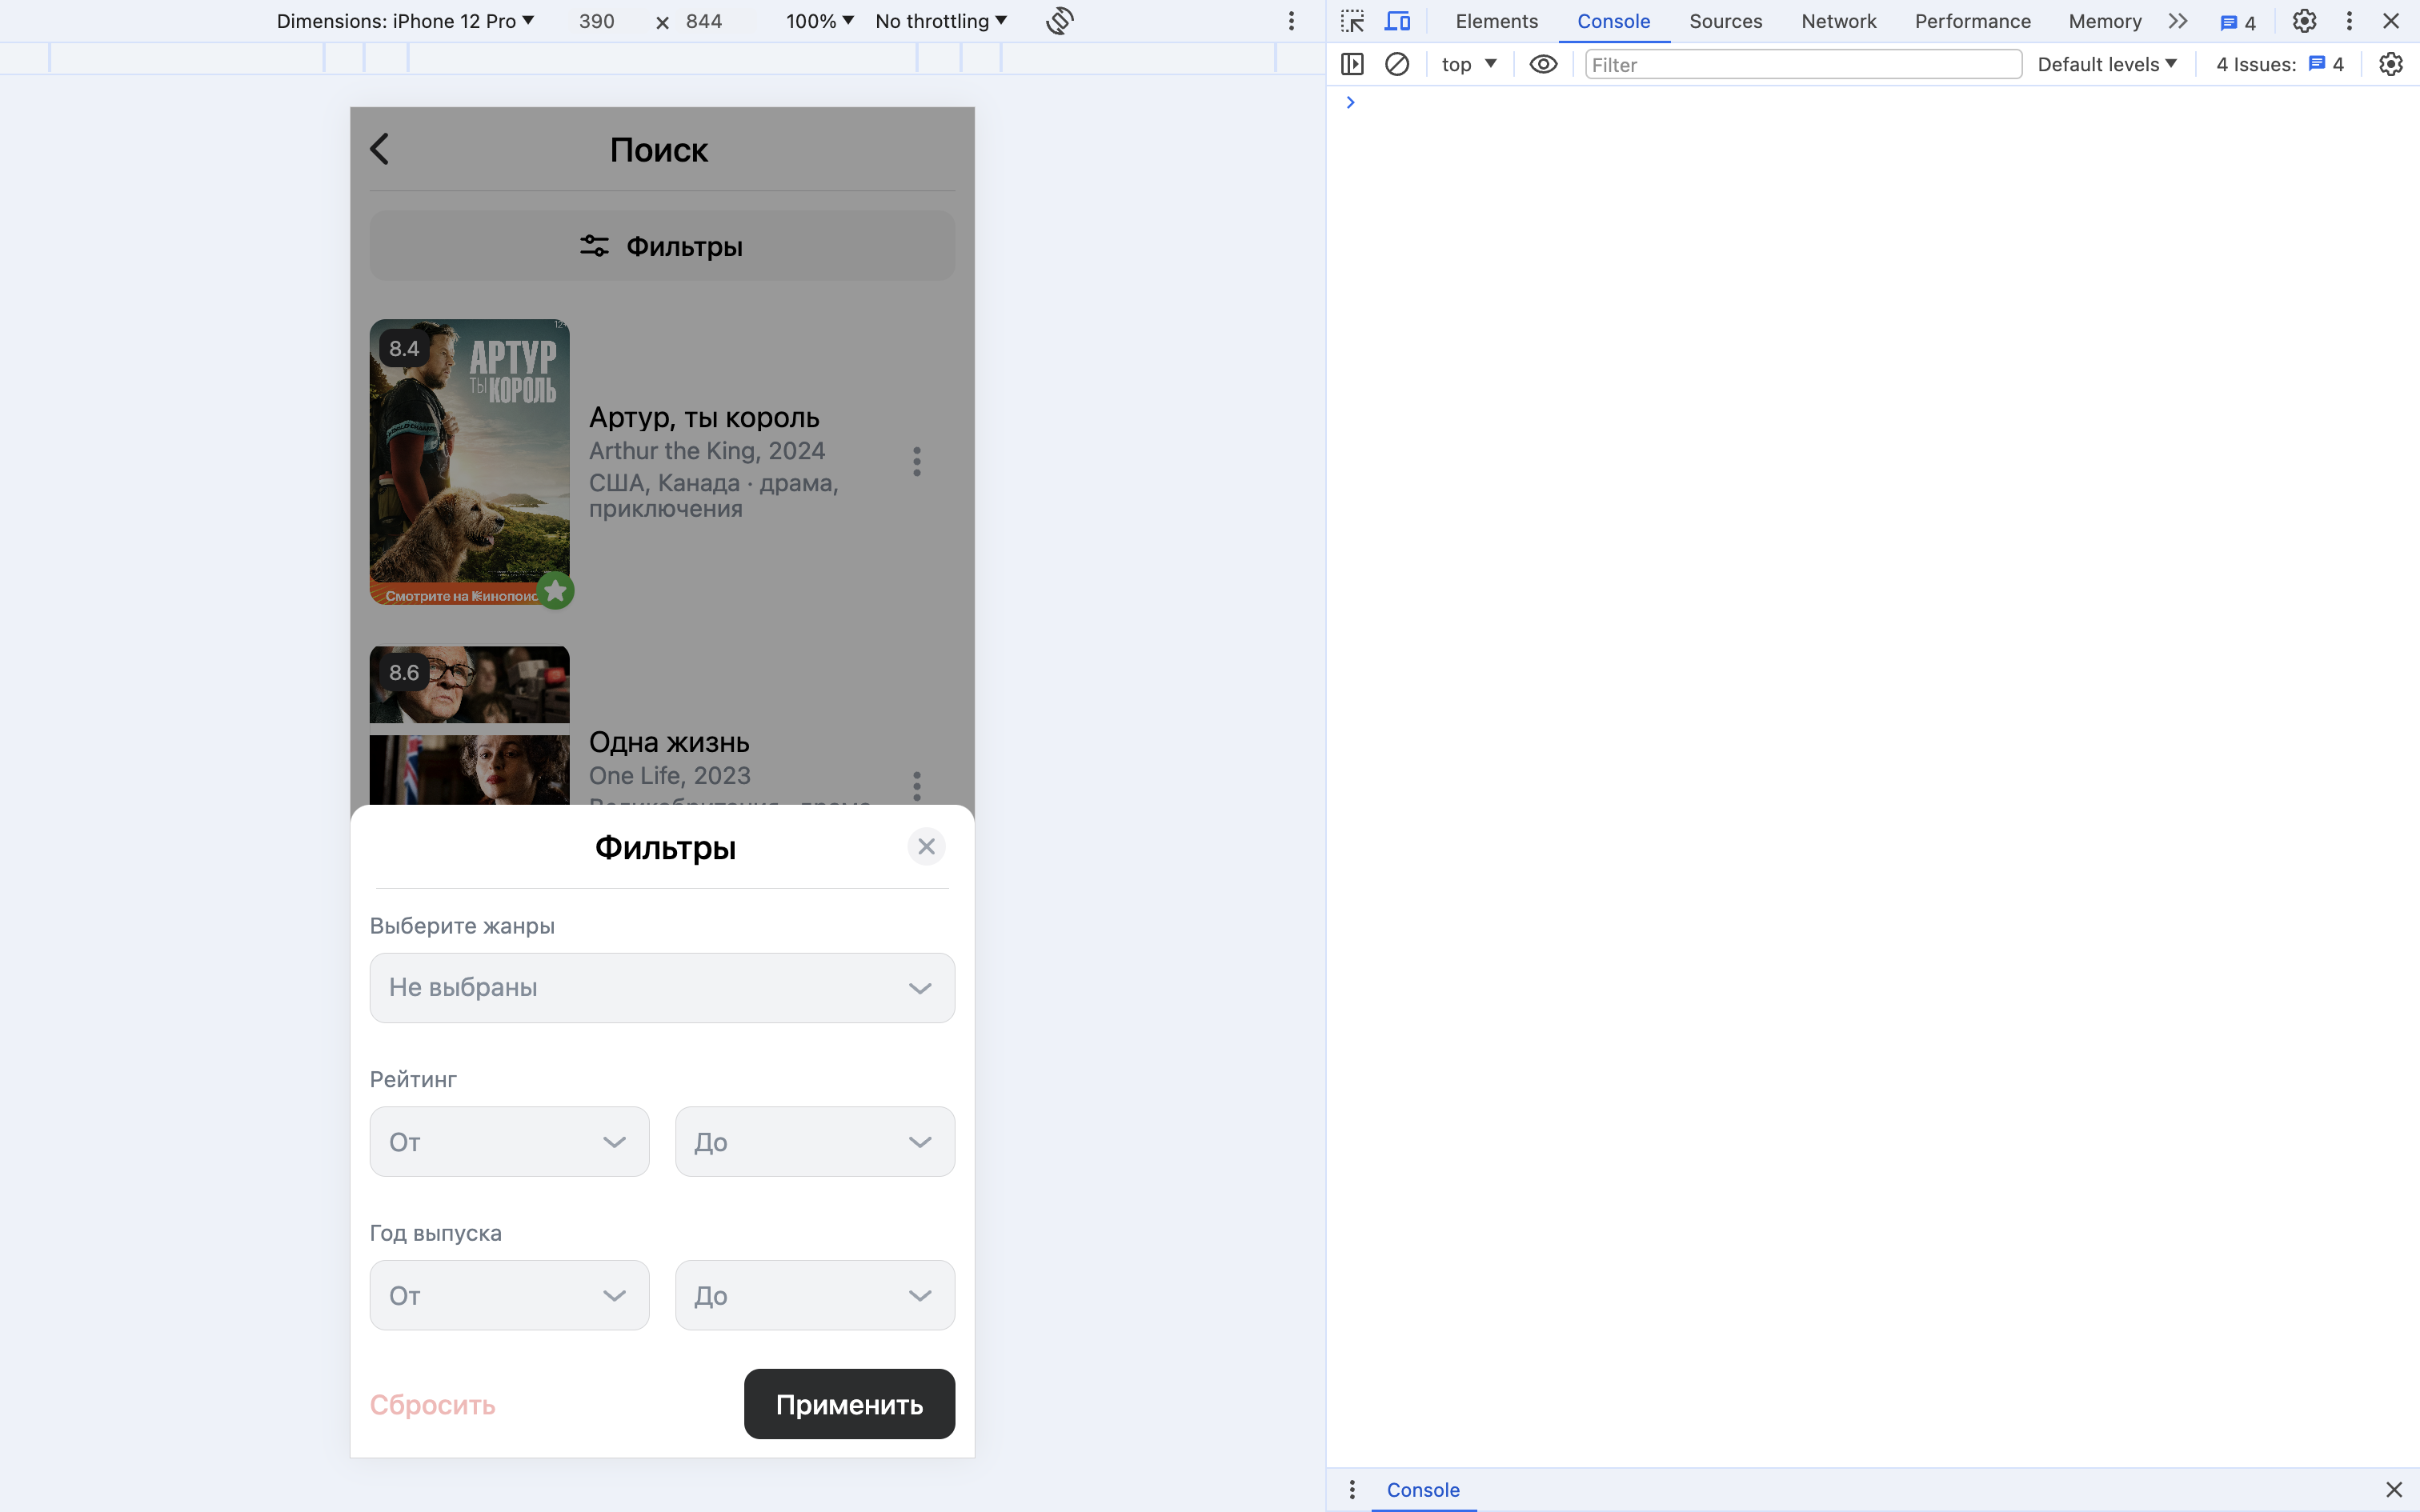 Dimensions: iPhone 12 Pro 390 x 844 100% No throttling
Elements Console Sources Network Performance Memory 4
top Filter Default levels 4 Issues: 4
Поиск
Фильтры
8.4
АРТУР
ТЫ КОРОЛЬ
Смотрите на Кинопоис
Артур, ты король
Arthur the King, 2024
США, Канада · драма,
приключения
8.6
Одна жизнь
One Life, 2023
Фильтры
Выберите жанры
Не выбраны
Рейтинг
От До
Год выпуска
От До
Сбросить Применить
Console